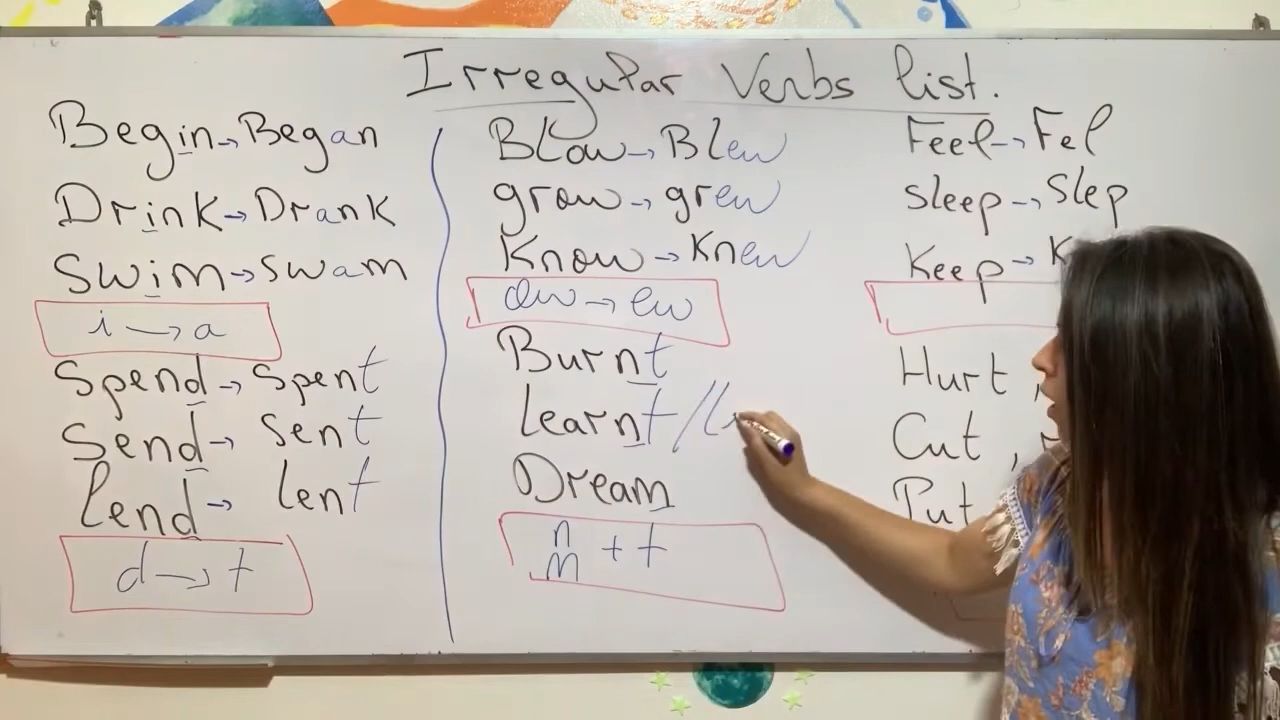 Irregular Verbs list.
Begin → Began
Drink → Drank
Swim → Swam
i → a
Spend → Spent
Send → Sent
Lend → lent
d → t
Blow → Blew
grow → grew
Know → Knew
ow → ew
Burnt
Learnt /
Dream
n
m + t
Feel → Fel
Sleep → Slep
Keep → K
Hurt ,
Cut ,
Put